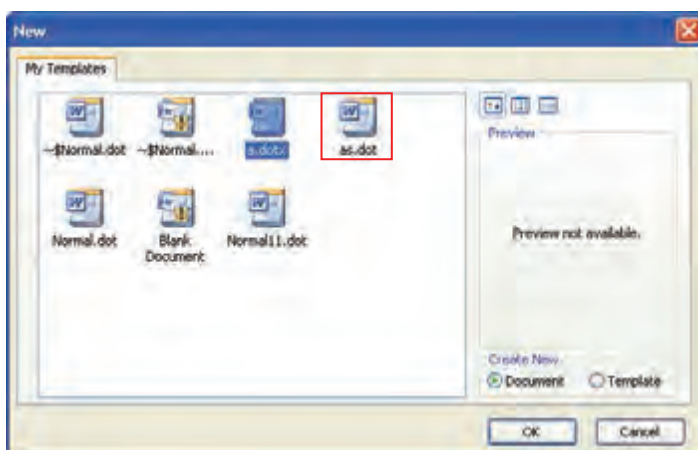 New
My Templates
~$Normal.dot ~$Normal.... a.dotx as.dot
Normal.dot Blank Document Normal11.dot
Preview
Preview not available.
Create New
Document Template
OK Cancel